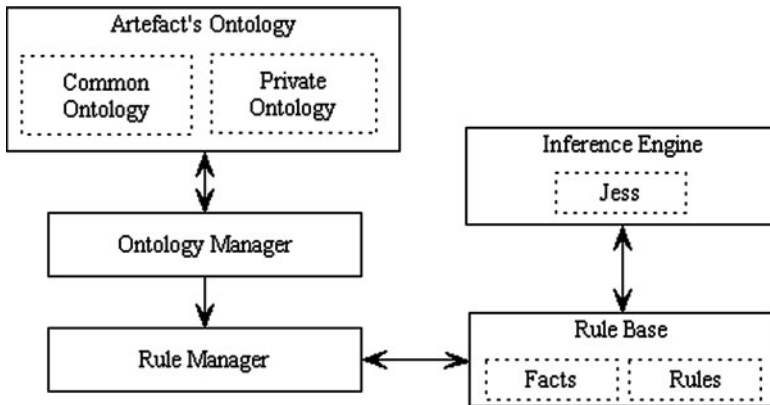 Artefact's Ontology
Common
Ontology
Private
Ontology
Inference Engine
Jess
Ontology Manager
Rule Manager
Rule Base
Facts
Rules